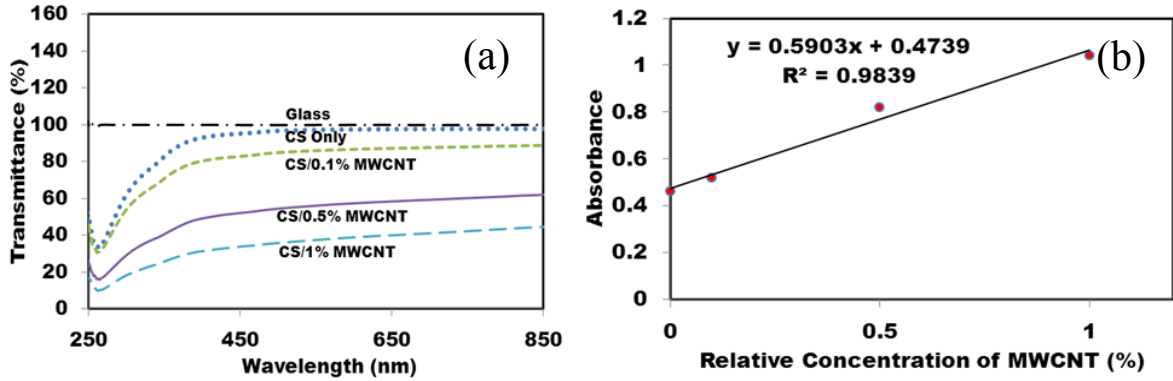 160
140
120
100
80
60
40
20
0
Transmittance (%)
(a)
Glass
CS Only
CS/0.1% MWCNT
CS/0.5% MWCNT
CS/1% MWCNT
250
450
650
850
Wavelength (nm)
1.2
1
0.8
0.6
0.4
0.2
0
Absorbance
y = 0.5903x + 0.4739
R² = 0.9839
(b)
0
0.5
1
Relative Concentration of MWCNT (%)